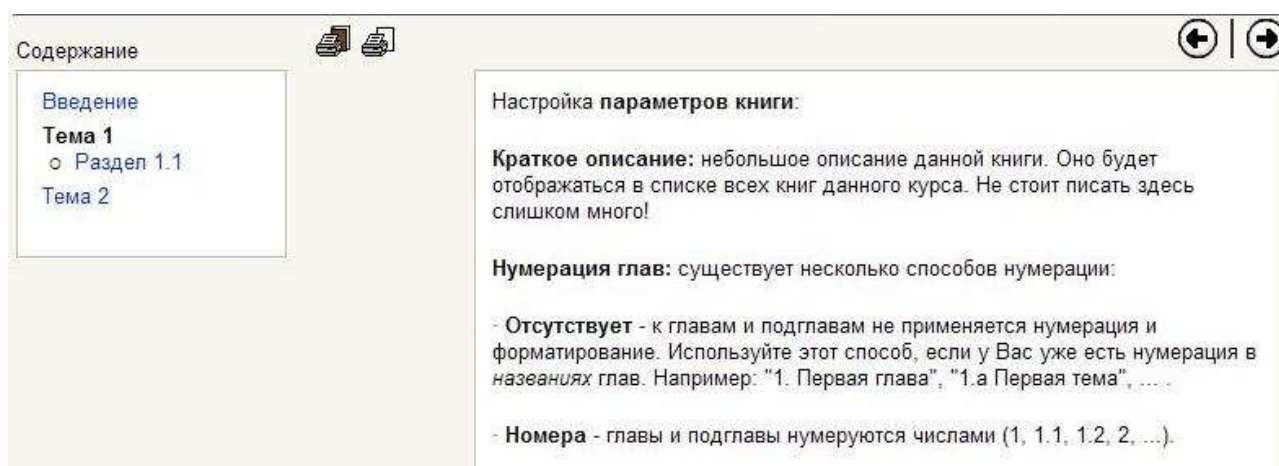 Содержание
Введение
Тема 1
o Раздел 1.1
Тема 2
Настройка параметров книги:
Краткое описание: небольшое описание данной книги. Оно будет
отображаться в списке всех книг данного курса. Не стоит писать здесь
слишком много!
Нумерация глав: существует несколько способов нумерации:
- Отсутствует - к главам и подглавам не применяется нумерация и
форматирование. Используйте этот способ, если у Вас уже есть нумерация в
названиях глав. Например: "1. Первая глава", "1.а Первая тема", ... .
- Номера - главы и подглавы нумеруются числами (1, 1.1, 1.2, 2, ...).